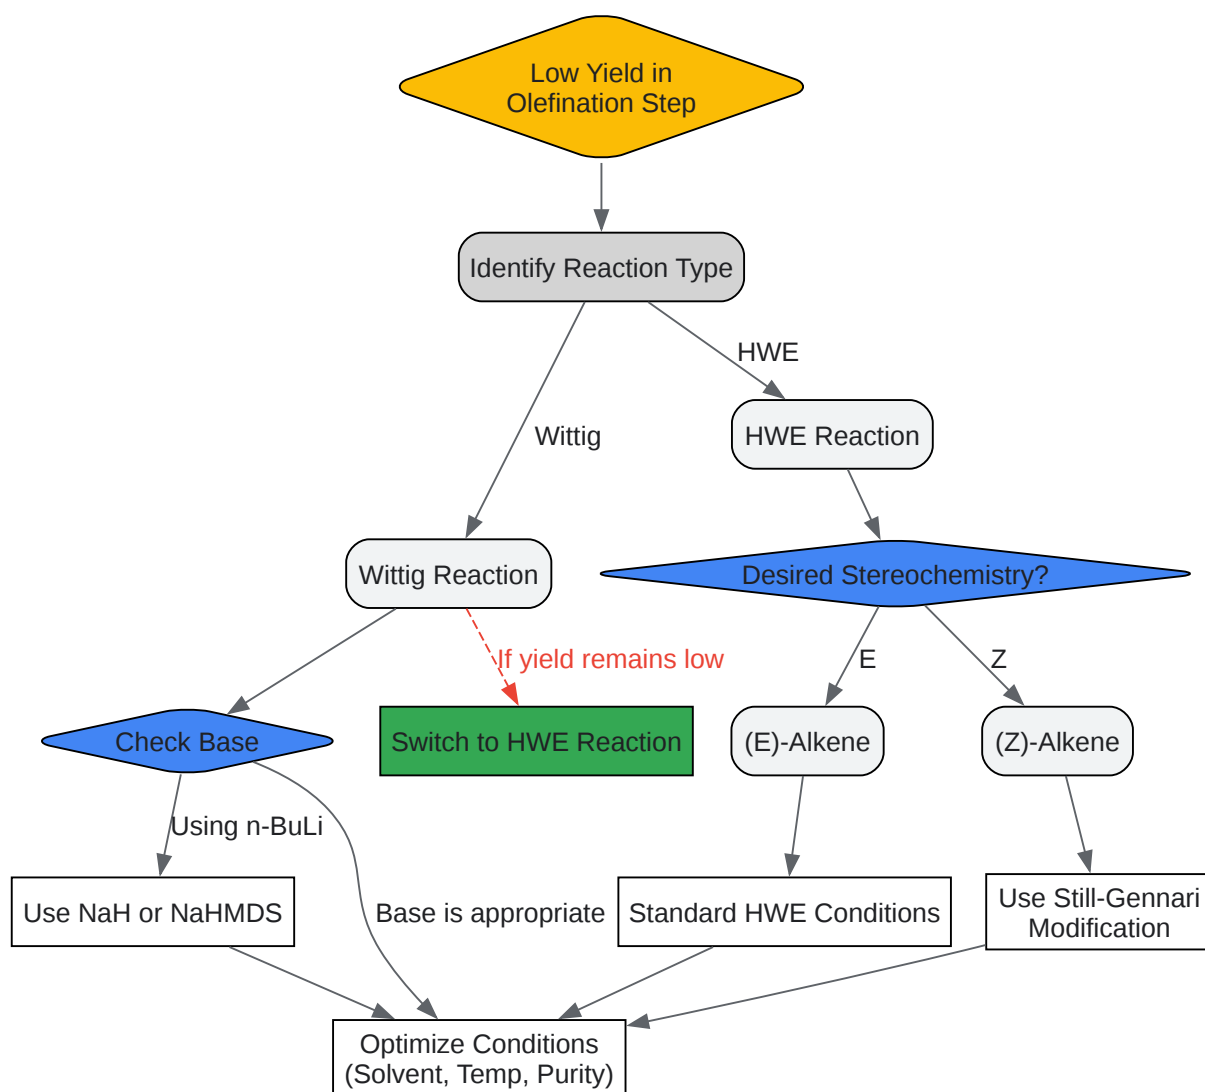 Low Yield in
Olefination Step
Identify Reaction Type
HWE
Wittig
HWE Reaction
Wittig Reaction
Desired Stereochemistry?
If yield remains low
E
Z
Check Base
Switch to HWE Reaction
(E)-Alkene
(Z)-Alkene
Using n-BuLi
Use NaH or NaHMDS
Base is appropriate
Standard HWE Conditions
Use Still-Gennari
Modification
Optimize Conditions
(Solvent, Temp, Purity)